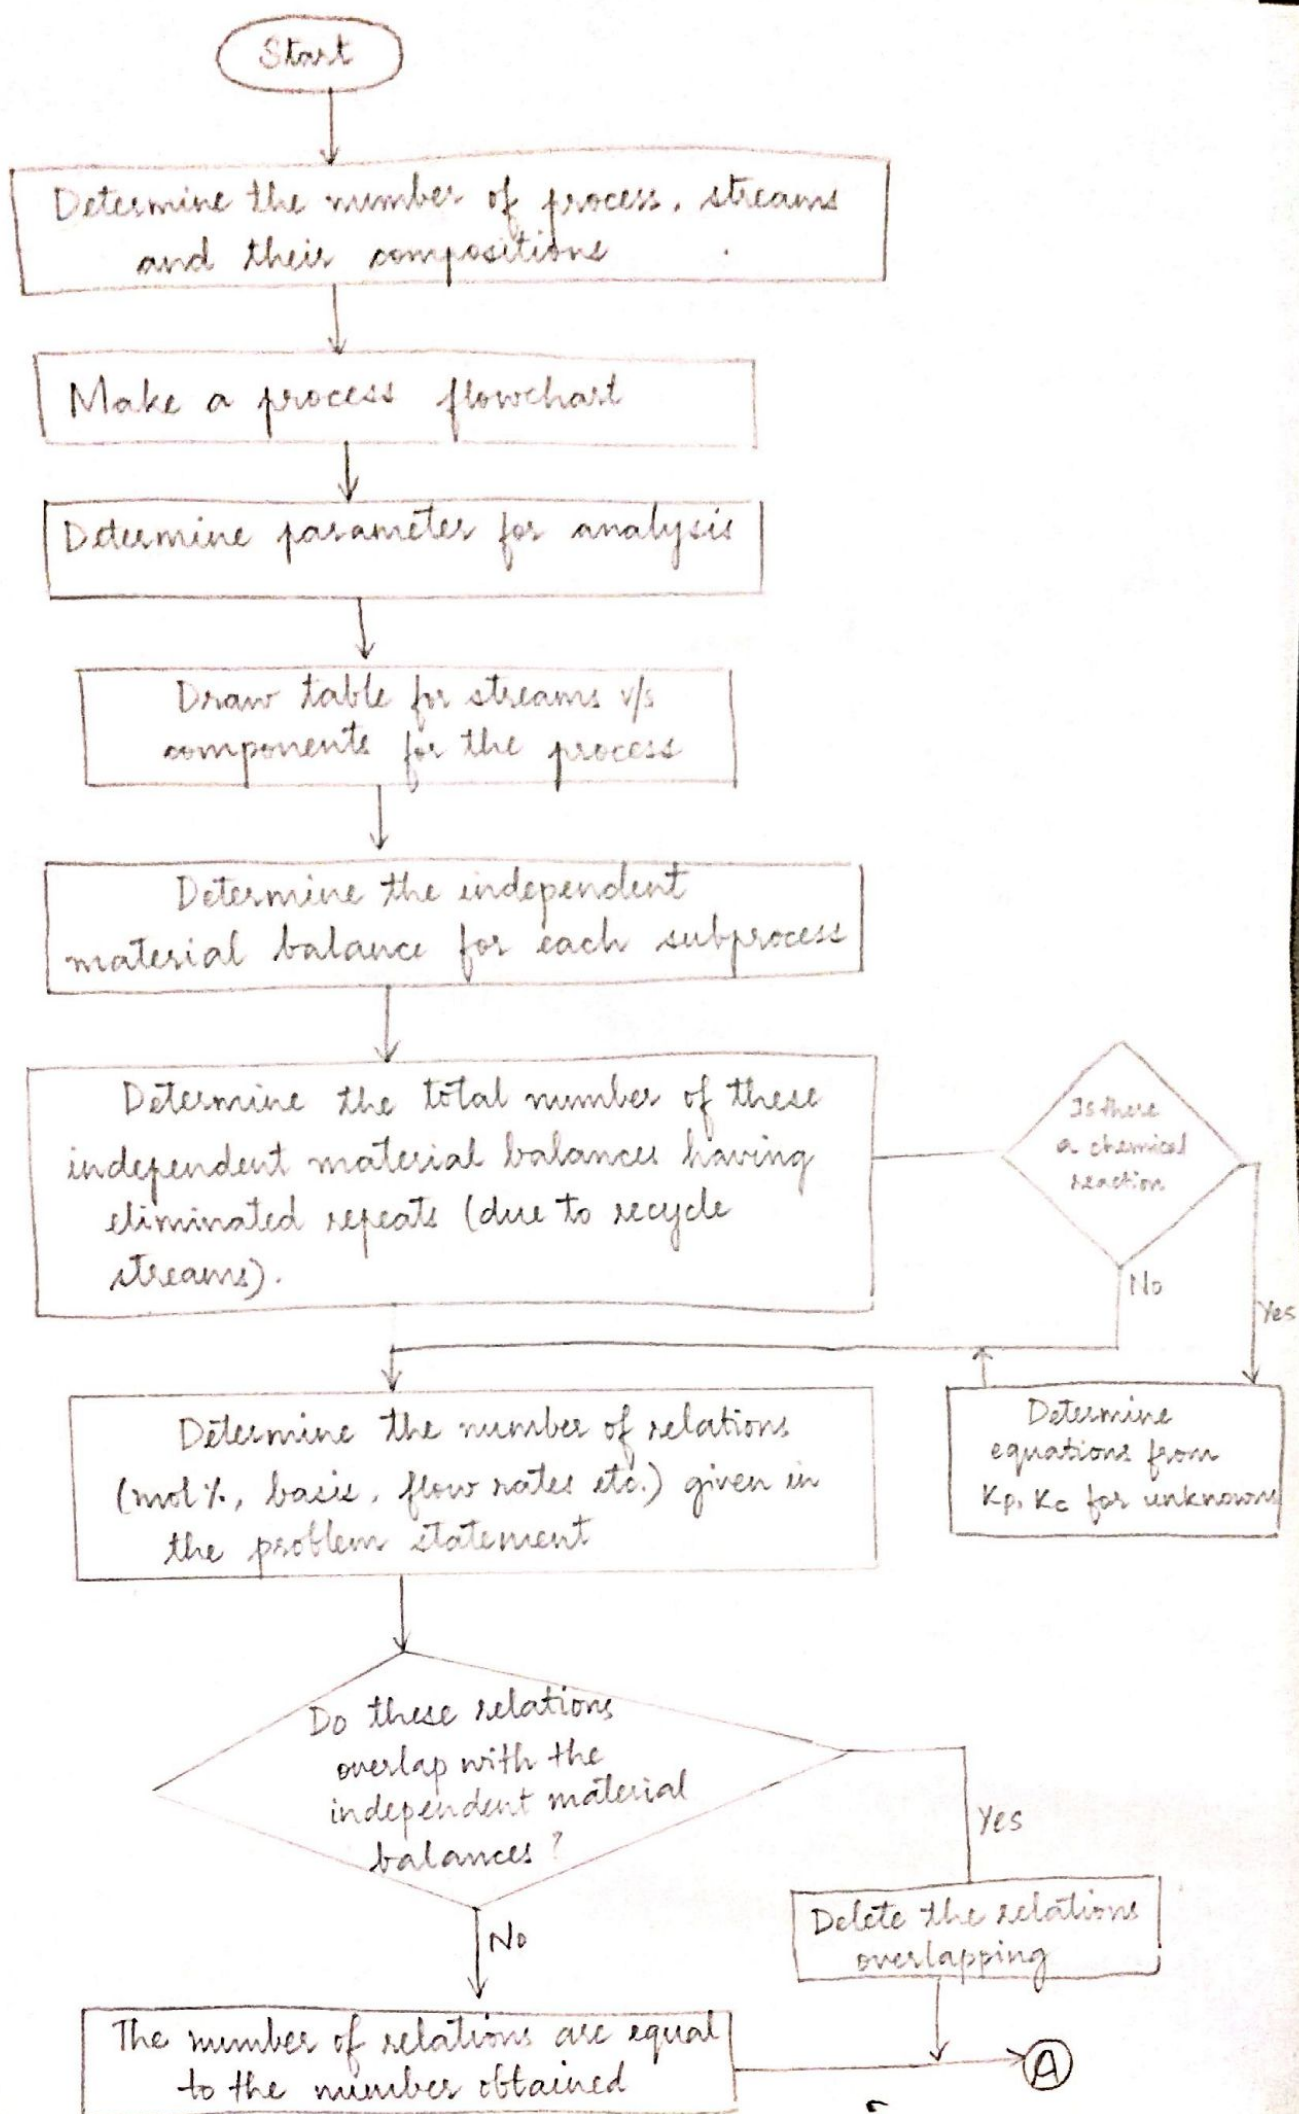 Start
Determine the number of process, streams
and their compositions
Make a process flowchart
Determine parameter for analysis
Draw table for streams v/s
components for the process
Determine the independent
material balance for each subprocess
Determine the total number of these
independent material balances having
eliminated repeats (due to recycle
streams).
Is there
a chemical
reaction
No
Yes
Determine
equations from
Kp, Kc for unknowns
Determine the number of relations
(mol %, basis, flow rates etc.) given in
the problem statement
Do these relations
overlap with the
independent material
balances?
Yes
No
Delete the relations
overlapping
The number of relations are equal
to the number obtained
A